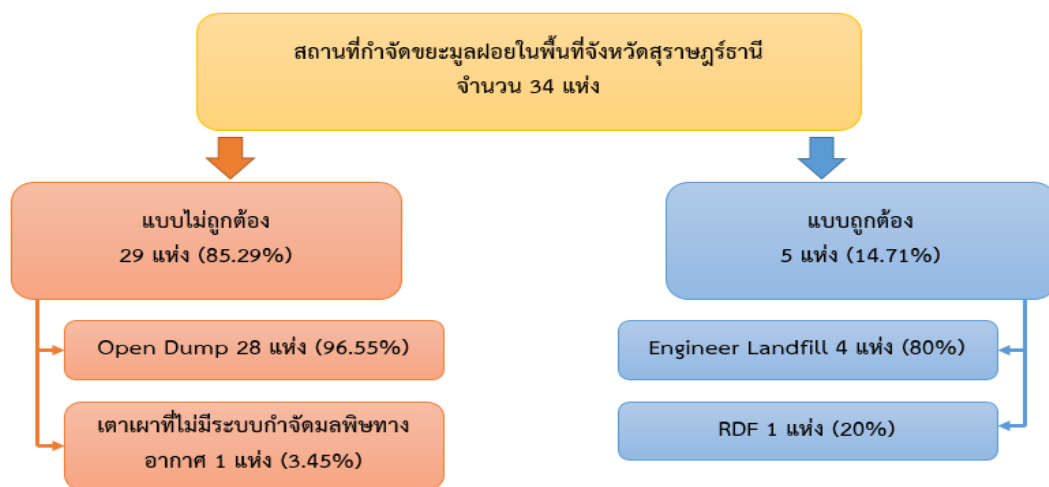 สถานที่กำจัดขยะมูลฝอยในพื้นที่จังหวัดสุราษฎร์ธานี
จำนวน 34 แห่ง
แบบไม่ถูกต้อง
29 แห่ง (85.29%)
Open Dump 28 แห่ง (96.55%)
เตาเผาที่ไม่มีระบบกำจัดมลพิษทาง
อากาศ 1 แห่ง (3.45%)
แบบถูกต้อง
5 แห่ง (14.71%)
Engineer Landfill 4 แห่ง (80%)
RDF 1 แห่ง (20%)